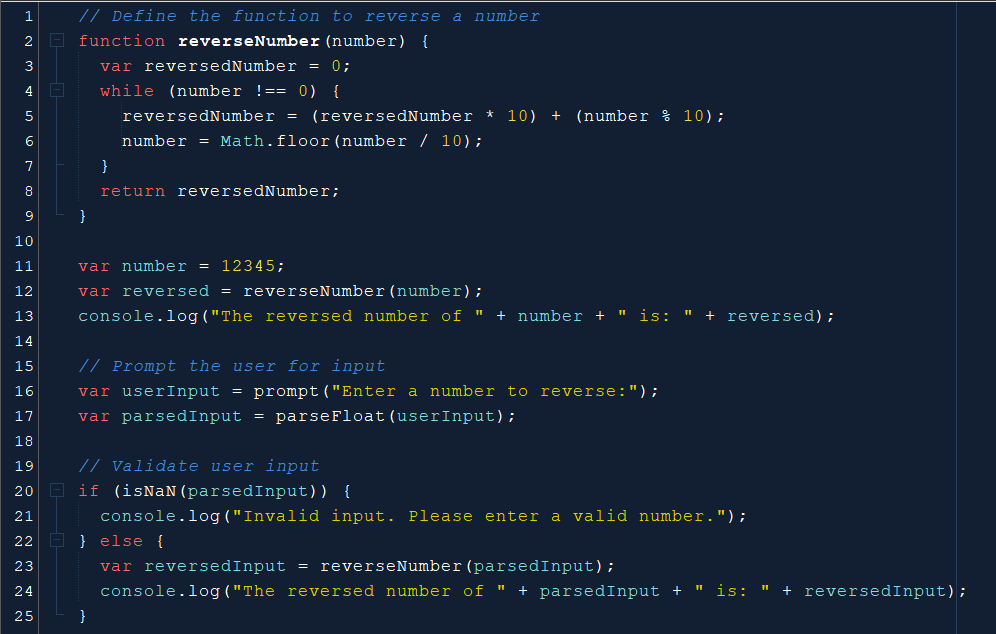 1 // Define the function to reverse a number
2 function reverseNumber(number) {
3   var reversedNumber = 0;
4   while (number !== 0) {
5     reversedNumber = (reversedNumber * 10) + (number % 10);
6     number = Math.floor(number / 10);
7   }
8   return reversedNumber;
9 }
10
11 var number = 12345;
12 var reversed = reverseNumber(number);
13 console.log("The reversed number of " + number + " is: " + reversed);
14
15 // Prompt the user for input
16 var userInput = prompt("Enter a number to reverse:");
17 var parsedInput = parseFloat(userInput);
18
19 // Validate user input
20 if (isNaN(parsedInput)) {
21   console.log("Invalid input. Please enter a valid number.");
22 } else {
23   var reversedInput = reverseNumber(parsedInput);
24   console.log("The reversed number of " + parsedInput + " is: " + reversedInput);
25 }